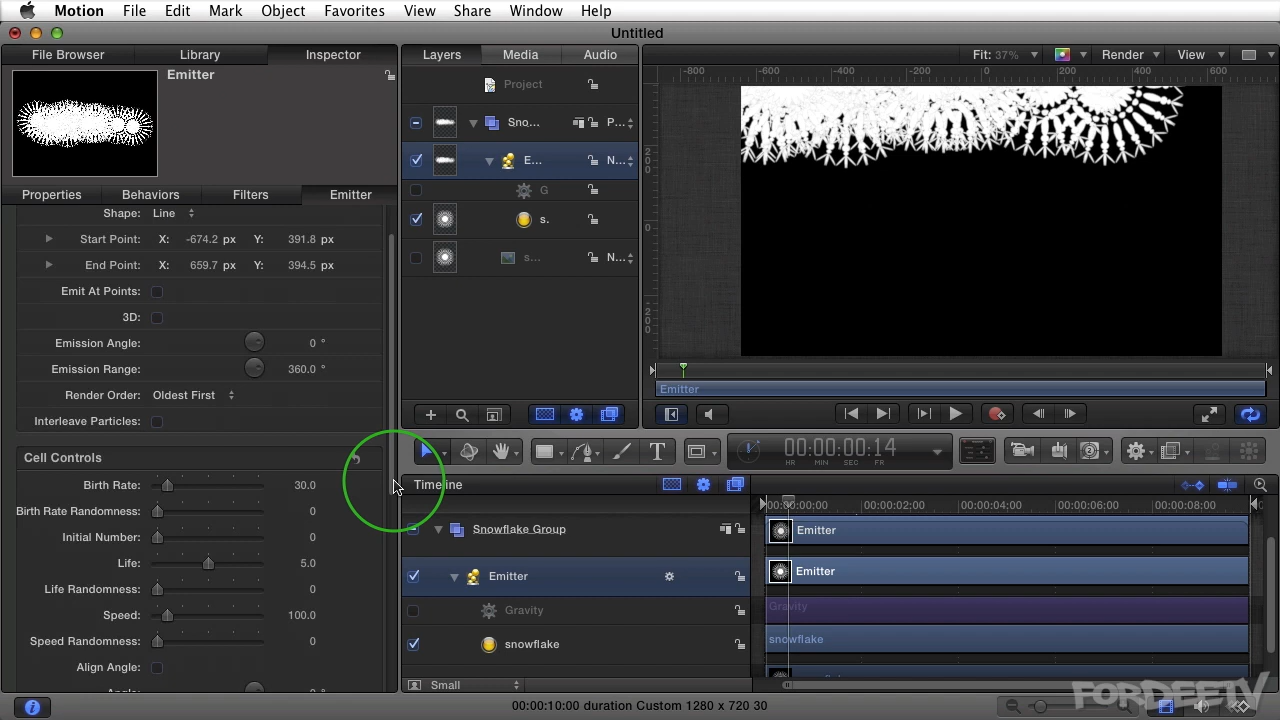 Motion File Edit Mark Object Favorites View Share Window Help
Untitled
File Browser Library Inspector
Layers Media Audio
Fit: 37% Render View
Emitter
-800 -600 -400 -200 0 200 400 600
Project
Sno... P...
200
E... N...
G
s.
0
s... N...
200
Properties Behaviors Filters Emitter
Shape: Line
Start Point: X: -674.2 px Y: 391.8 px
End Point: X: 659.7 px Y: 394.5 px
Emit At Points:
3D:
Emission Angle: 0 °
Emission Range: 360.0 °
Render Order: Oldest First
Interleave Particles:
Emitter
Cell Controls
Birth Rate: 30.0
Birth Rate Randomness: 0
Initial Number: 0
Life: 5.0
Life Randomness: 0
Speed: 100.0
Speed Randomness: 0
Align Angle:
T
00:00:00:14
HR MIN SEC FR
Timeline
00:00:00:00 00:00:02:00 00:00:04:00 00:00:06:00 00:00:08:00
Snowflake Group Emitter
Emitter Emitter
Gravity Gravity
snowflake snowflake
Small
00:00:10:00 duration Custom 1280 x 720 30
FORDEETV